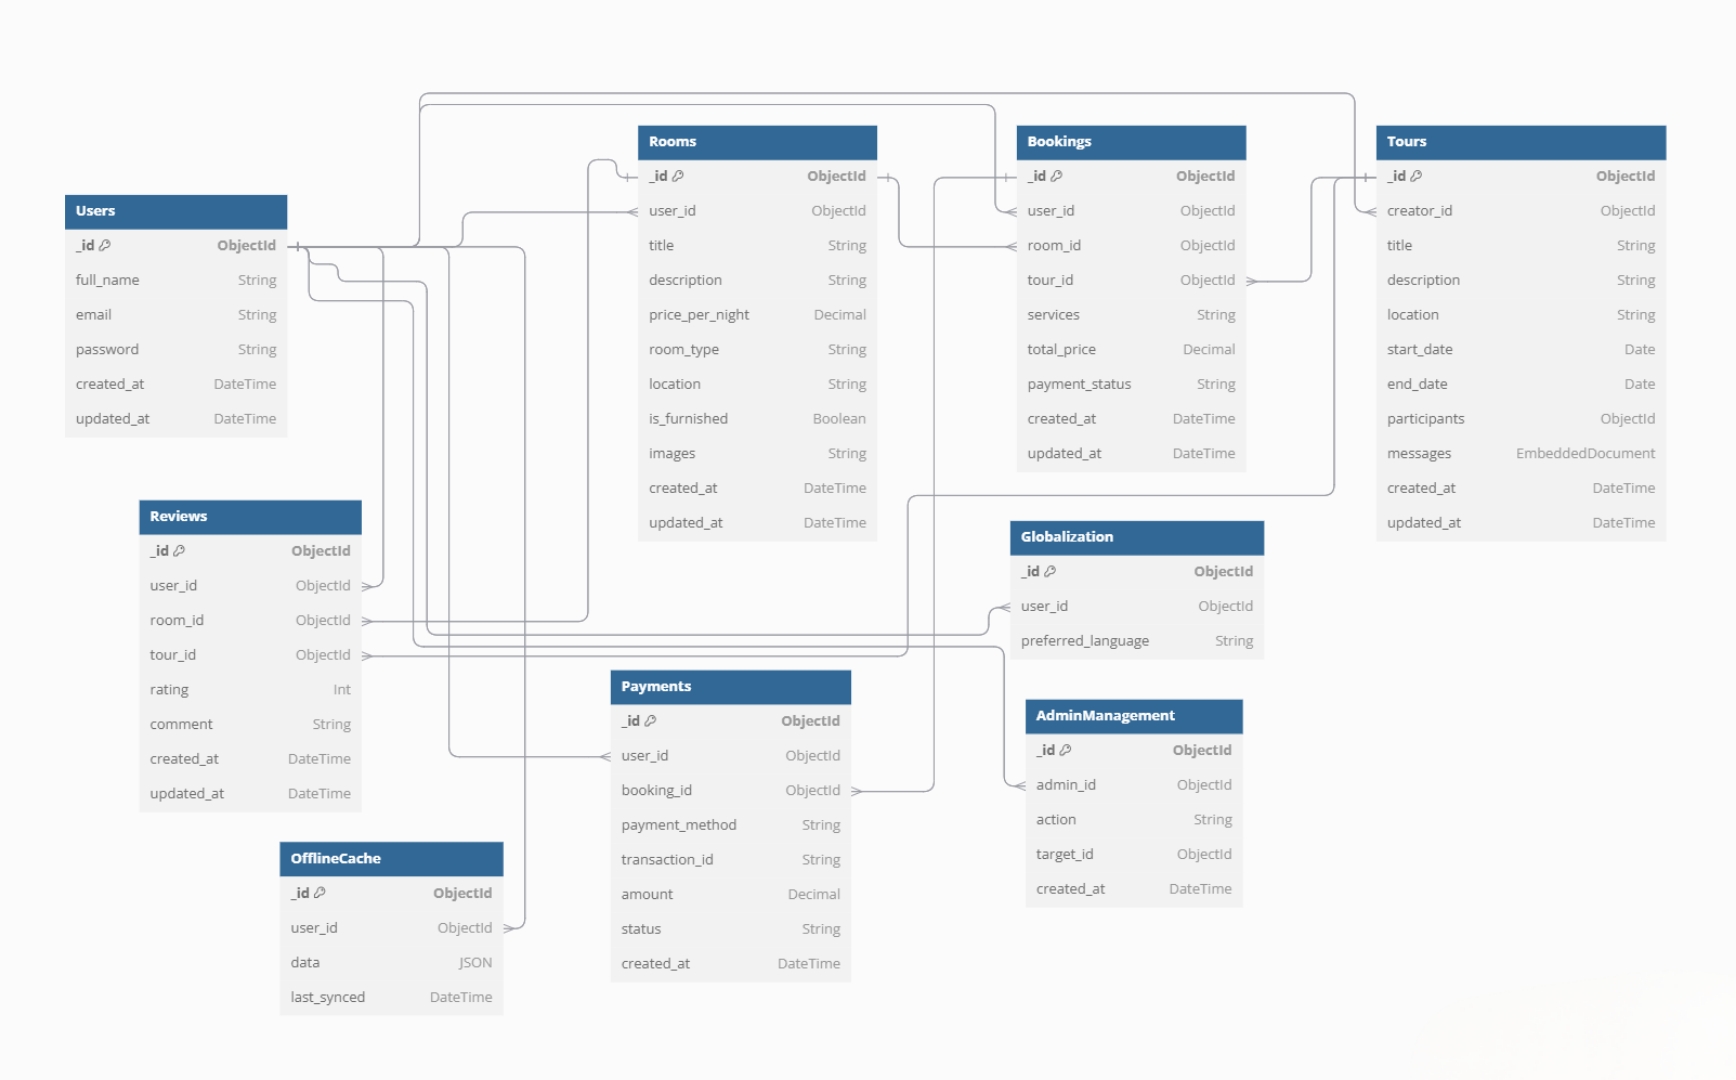 Users
_id ObjectId
full_name String
email String
password String
created_at DateTime
updated_at DateTime
Rooms
_id ObjectId
user_id ObjectId
title String
description String
price_per_night Decimal
room_type String
location String
is_furnished Boolean
images String
created_at DateTime
updated_at DateTime
Bookings
_id ObjectId
user_id ObjectId
room_id ObjectId
tour_id ObjectId
services String
total_price Decimal
payment_status String
created_at DateTime
updated_at DateTime
Tours
_id ObjectId
creator_id ObjectId
title String
description String
location String
start_date Date
end_date Date
participants ObjectId
messages EmbeddedDocument
created_at DateTime
updated_at DateTime
Reviews
_id ObjectId
user_id ObjectId
room_id ObjectId
tour_id ObjectId
rating Int
comment String
created_at DateTime
updated_at DateTime
Globalization
_id ObjectId
user_id ObjectId
preferred_language String
Payments
_id ObjectId
user_id ObjectId
booking_id ObjectId
payment_method String
transaction_id String
amount Decimal
status String
created_at DateTime
AdminManagement
_id ObjectId
admin_id ObjectId
action String
target_id ObjectId
created_at DateTime
OfflineCache
_id ObjectId
user_id ObjectId
data JSON
last_synced DateTime